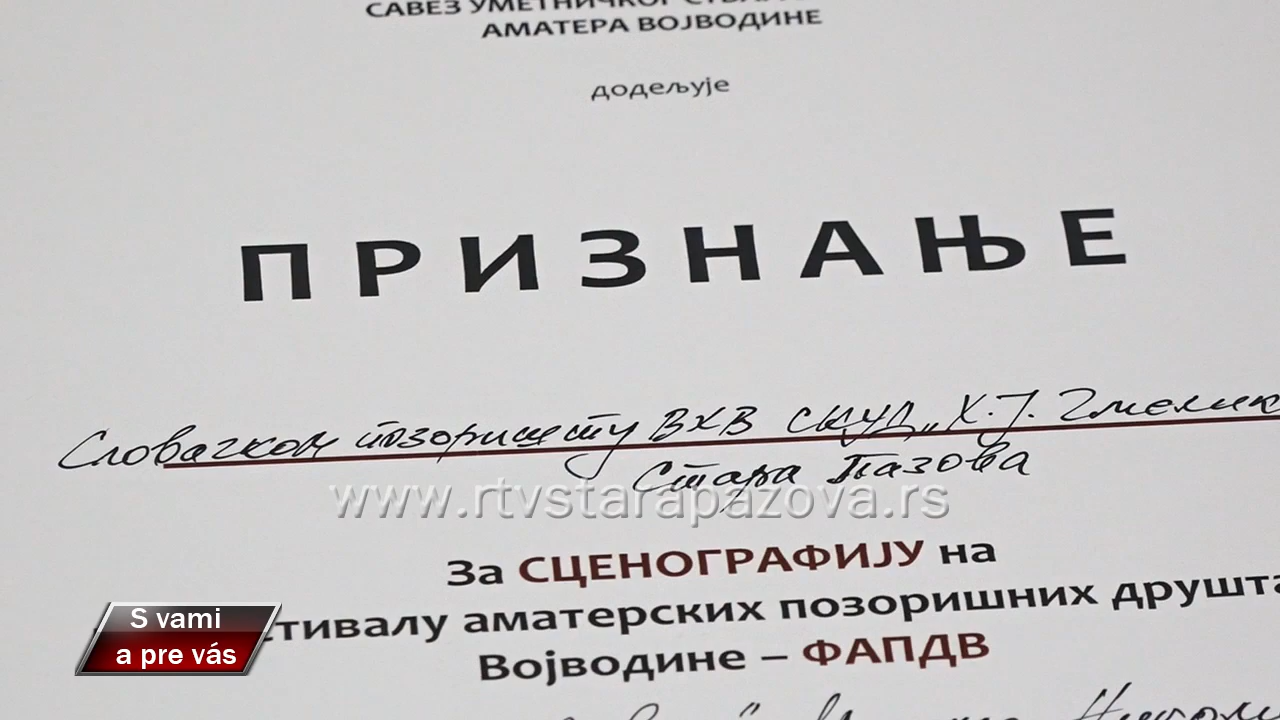 САВЕЗ УМЕТНИЧКОГ
АМАТЕРА ВОЈВОДИНЕ
додељује
ПРИЗНАЊЕ
Словачком позоришту ВХВ СКУД „Х.Ј. Гмелик
Стара Пазова
www.rtvstarapazova.rs
За СЦЕНОГРАФИЈУ на
стивалу аматерских позоришних друшта
Војводине – ФАПДВ
S vami
a pre vás